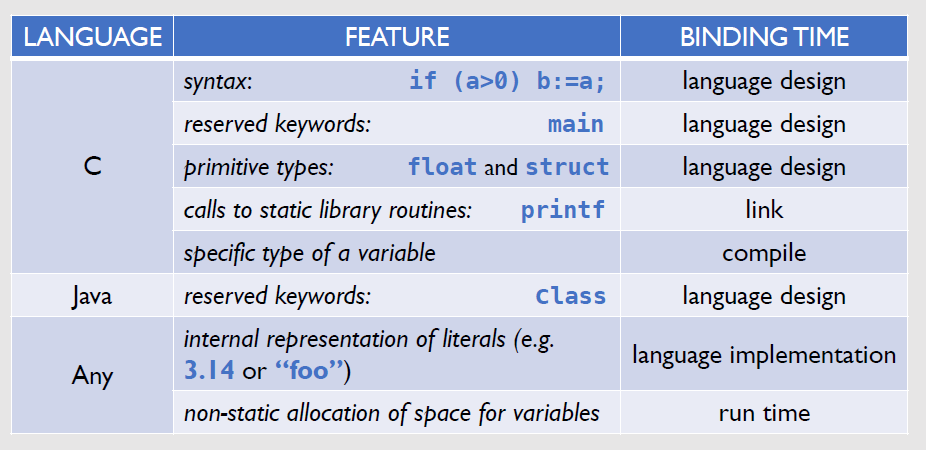 LANGUAGE FEATURE BINDING TIME
syntax: if (a>0) b:=a; language design
reserved keywords: main language design
C primitive types: float and struct language design
calls to static library routines: printf link
specific type of a variable compile
Java reserved keywords: Class language design
Any internal representation of literals (e.g.
3.14 or “foo”) language implementation
non-static allocation of space for variables run time